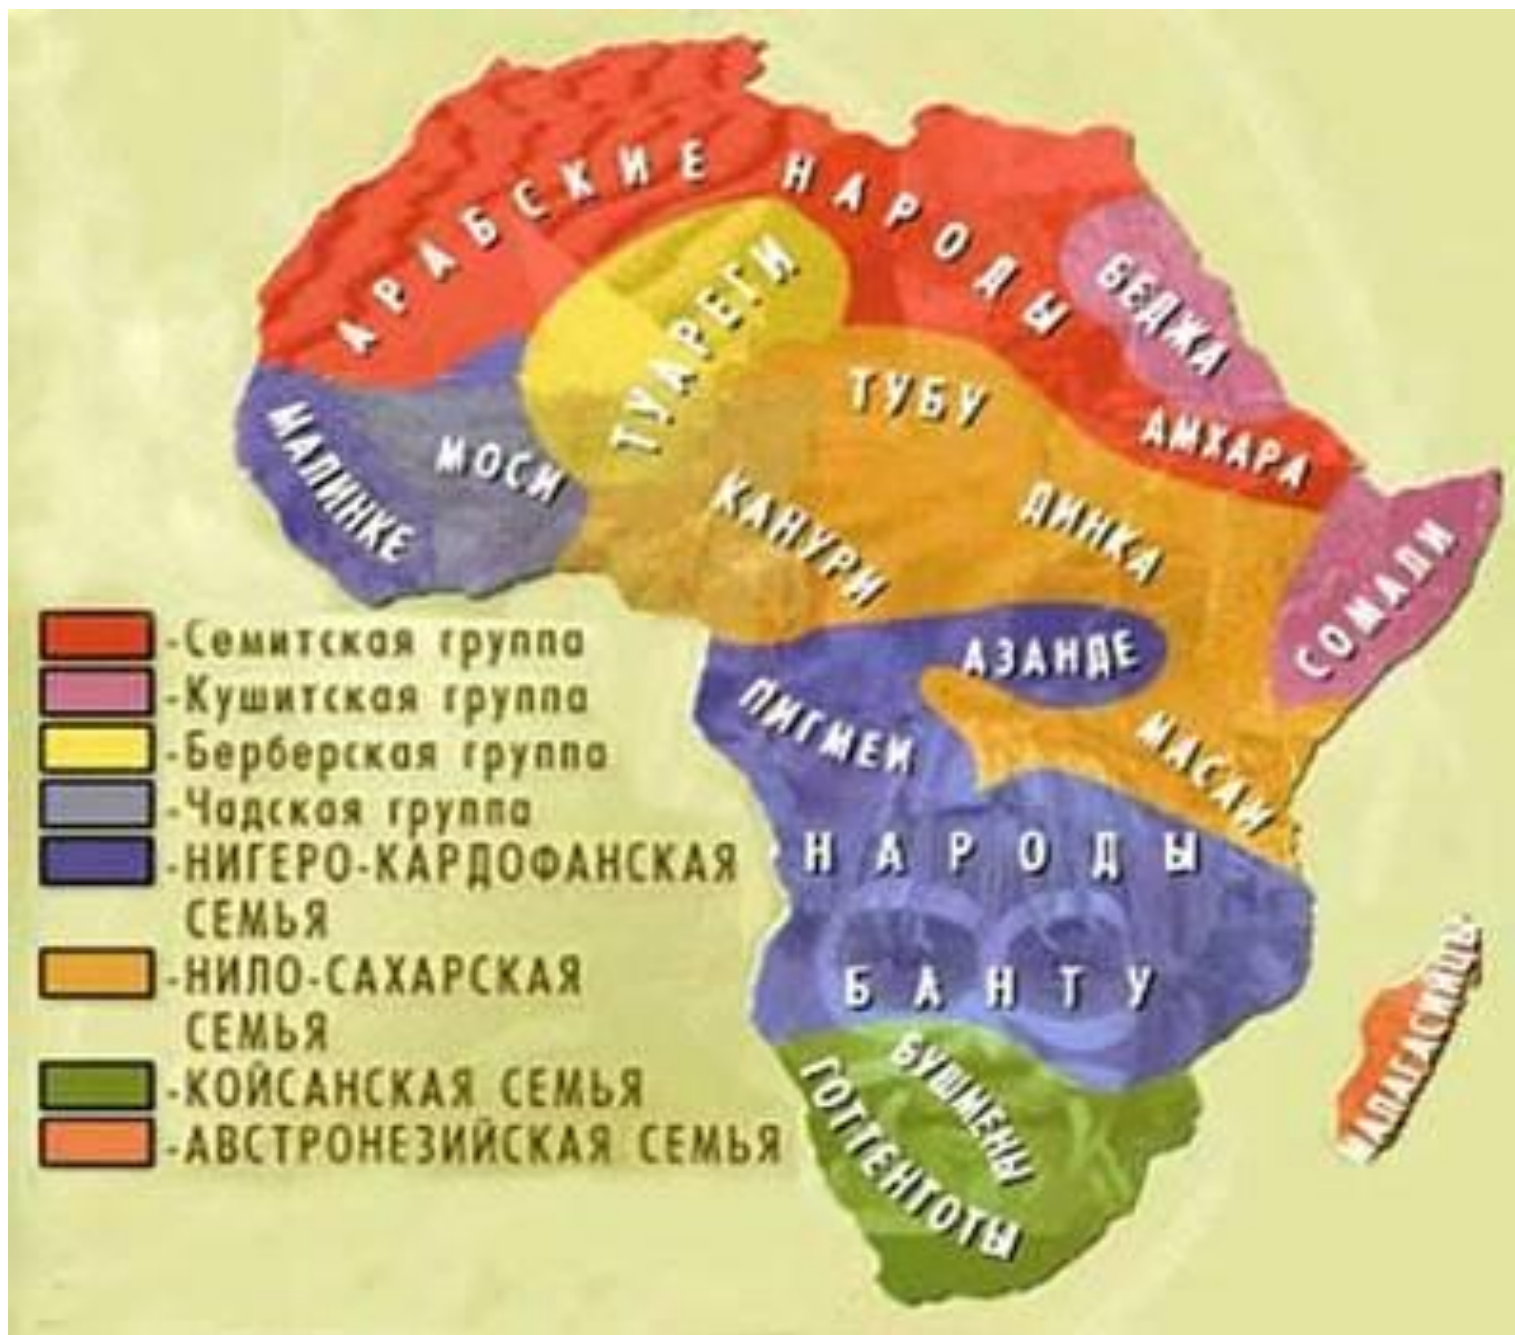 АРАБСКИЕ НАРОДЫ
БЕДЖА
ТУАРЕГИ
ТУБУ
АМХАРА
МАЛИНКЕ
МОСИ
КАНУРИ
ДИНКА
СОМАЛИ
АЗАНДЕ
ПИГМЕИ
МАСАИ
НАРОДЫ
БАНТУ
БУШМЕНЫ
ГОТТЕНТОТЫ
МАЛАГАСИЙЦЫ
-Семитская группа
-Кушитская группа
-Берберская группа
-Чадская группа
-НИГЕРО-КАРДОФАНСКАЯ
СЕМЬЯ
-НИЛО-САХАРСКАЯ
СЕМЬЯ
-КОЙСАНСКАЯ СЕМЬЯ
-АВСТРОНЕЗИЙСКАЯ СЕМЬЯ